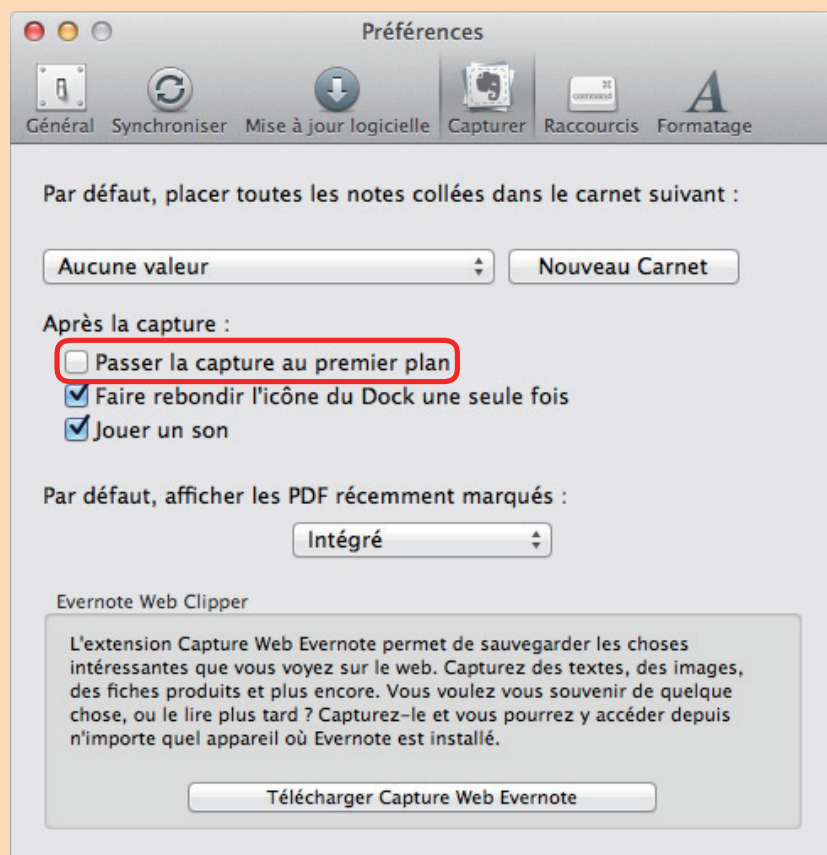 Préférences
Général Synchroniser Mise à jour logicielle Capturer command Raccourcis Formatage
Par défaut, placer toutes les notes collées dans le carnet suivant :
Aucune valeur Nouveau Carnet
Après la capture :
Passer la capture au premier plan
Faire rebondir l'icône du Dock une seule fois
Jouer un son
Par défaut, afficher les PDF récemment marqués :
Intégré
Evernote Web Clipper
L'extension Capture Web Evernote permet de sauvegarder les choses
intéressantes que vous voyez sur le web. Capturez des textes, des images,
des fiches produits et plus encore. Vous voulez vous souvenir de quelque
chose, ou le lire plus tard ? Capturez-le et vous pourrez y accéder depuis
n'importe quel appareil où Evernote est installé.
Télécharger Capture Web Evernote